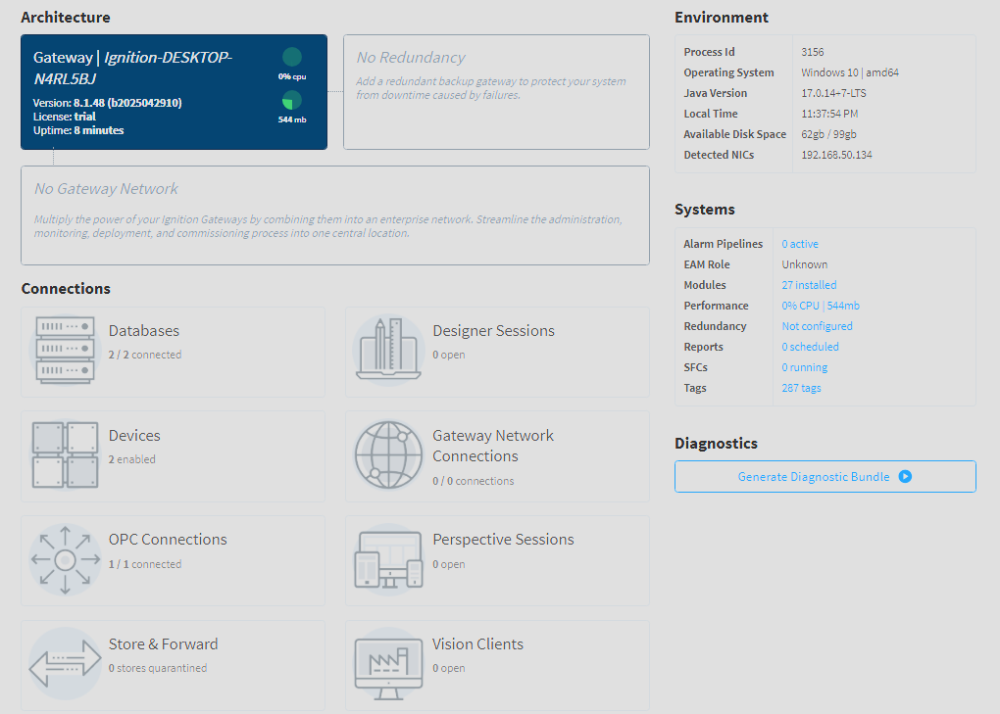 Architecture
Gateway | Ignition-DESKTOP-
N4RL5BJ
Version: 8.1.48 (b2025042910)
License: trial
Uptime: 8 minutes
0% cpu
544 mb
No Redundancy
Add a redundant backup gateway to protect your system
from downtime caused by failures.
No Gateway Network
Multiply the power of your Ignition Gateways by combining them into an enterprise network. Streamline the administration,
monitoring, deployment, and commissioning process into one central location.
Connections
Databases
2 / 2 connected
Designer Sessions
0 open
Devices
2 enabled
Gateway Network
Connections
0 / 0 connections
OPC Connections
1 / 1 connected
Perspective Sessions
0 open
Store & Forward
0 stores quarantined
Vision Clients
0 open
Environment
Process Id 3156
Operating System Windows 10 | amd64
Java Version 17.0.14+7-LTS
Local Time 11:37:54 PM
Available Disk Space 62gb / 99gb
Detected NICs 192.168.50.134
Systems
Alarm Pipelines 0 active
EAM Role Unknown
Modules 27 installed
Performance 0% CPU | 544mb
Redundancy Not configured
Reports 0 scheduled
SFCs 0 running
Tags 287 tags
Diagnostics
Generate Diagnostic Bundle